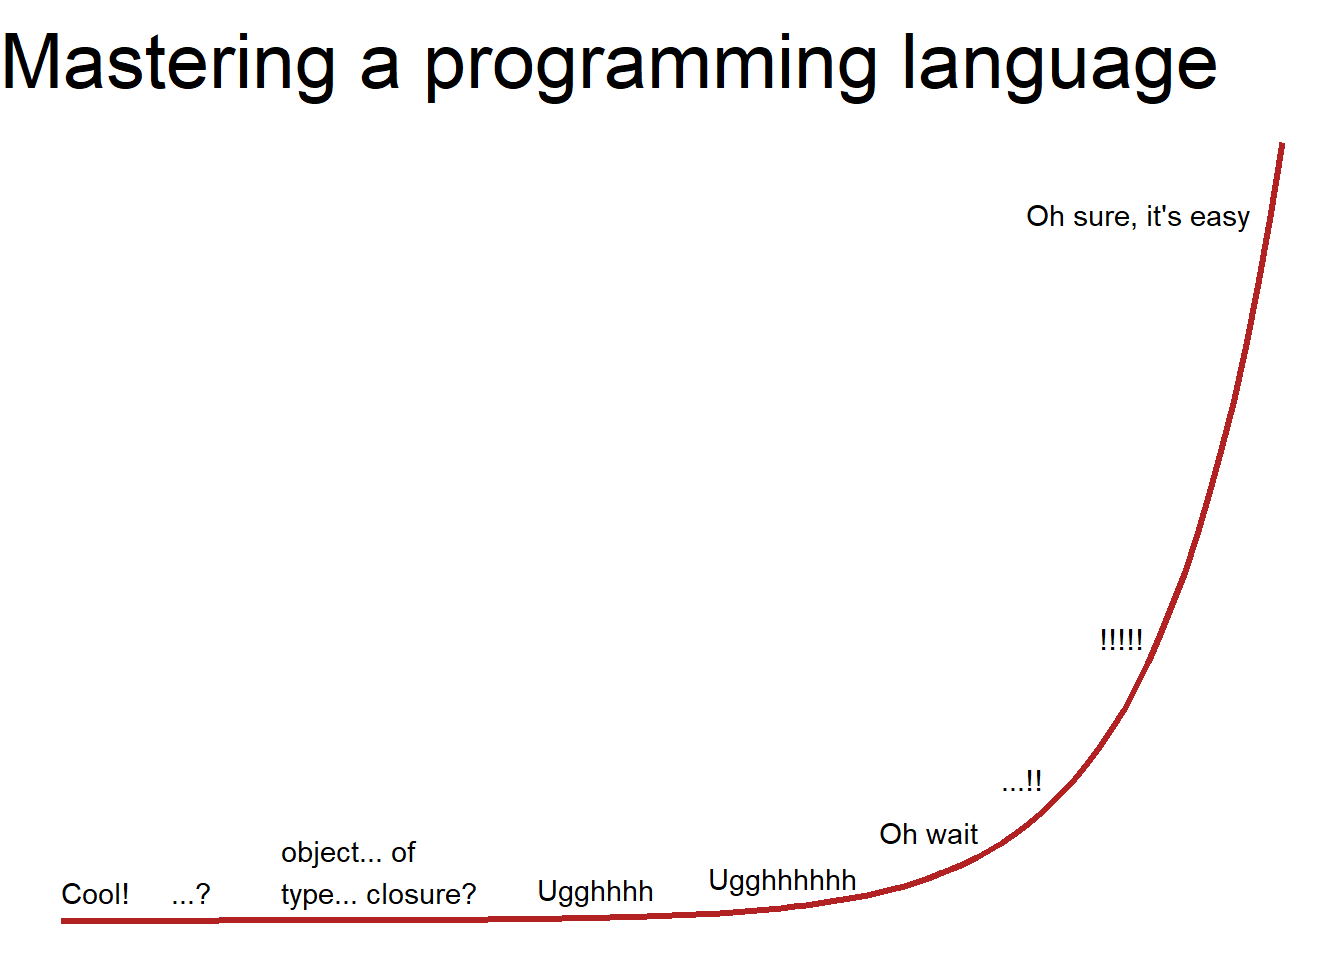 Mastering a programming language
Cool!
...?
object... of
type... closure?
Ugghhhh
Ugghhhhhh
Oh wait
...!!
!!!!!
Oh sure, it's easy